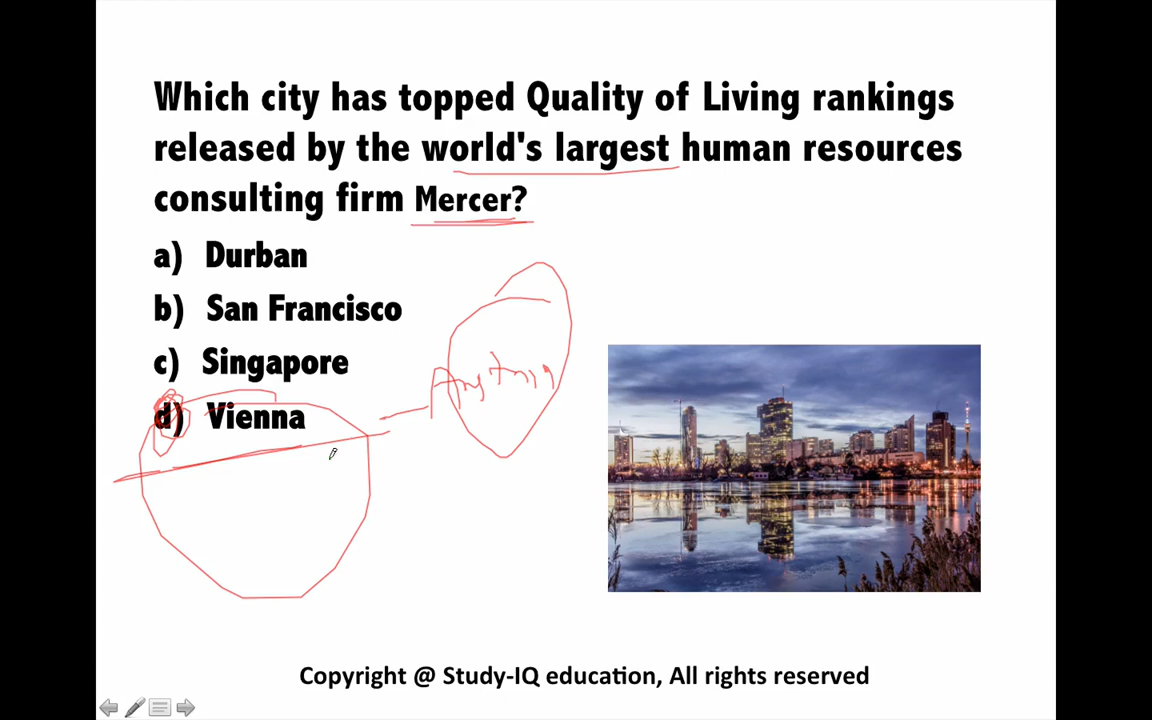 Which city has topped Quality of Living rankings
released by the world's largest human resources
consulting firm Mercer?
a) Durban
b) San Francisco
c) Singapore
d) Vienna
Copyright @ Study-IQ education, All rights reserved